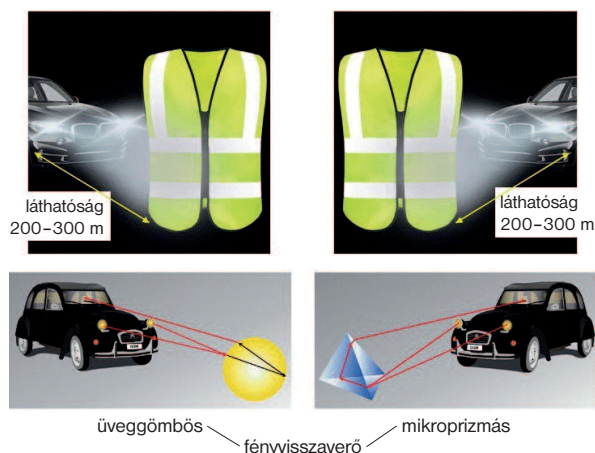 láthatóság
200–300 m
láthatóság
200–300 m
üveggömbös
mikroprizmás
fényvisszaverő